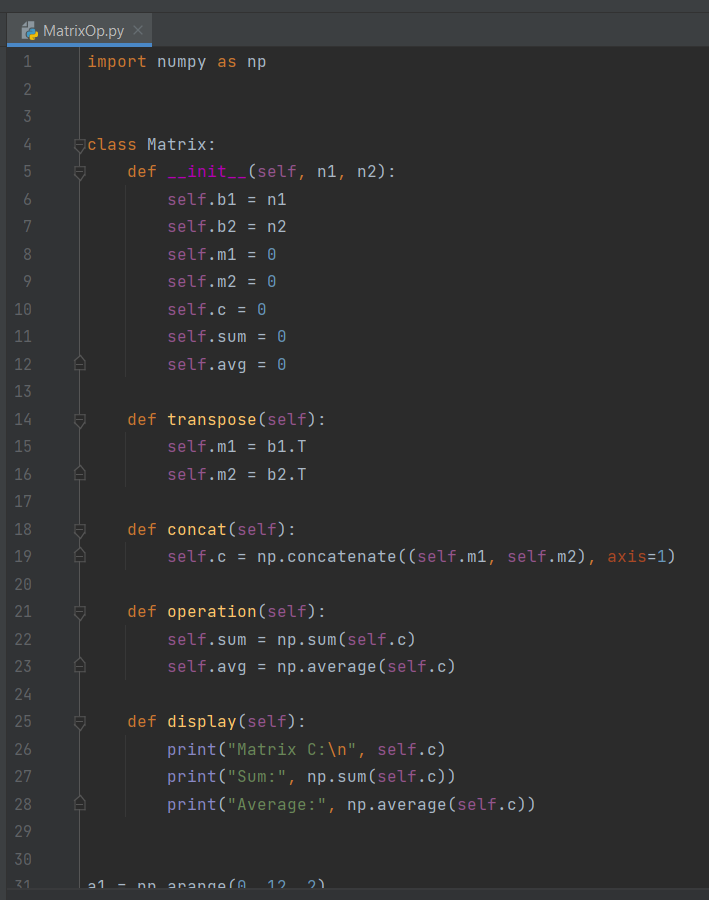 MatrixOp.py
1 import numpy as np
2
3
4 class Matrix:
5     def __init__(self, n1, n2):
6         self.b1 = n1
7         self.b2 = n2
8         self.m1 = 0
9         self.m2 = 0
10         self.c = 0
11         self.sum = 0
12         self.avg = 0
13
14     def transpose(self):
15         self.m1 = b1.T
16         self.m2 = b2.T
17
18     def concat(self):
19         self.c = np.concatenate((self.m1, self.m2), axis=1)
20
21     def operation(self):
22         self.sum = np.sum(self.c)
23         self.avg = np.average(self.c)
24
25     def display(self):
26         print("Matrix C:\n", self.c)
27         print("Sum:", np.sum(self.c))
28         print("Average:", np.average(self.c))
29
30
31 a1 = np.arange(0, 12, 2)